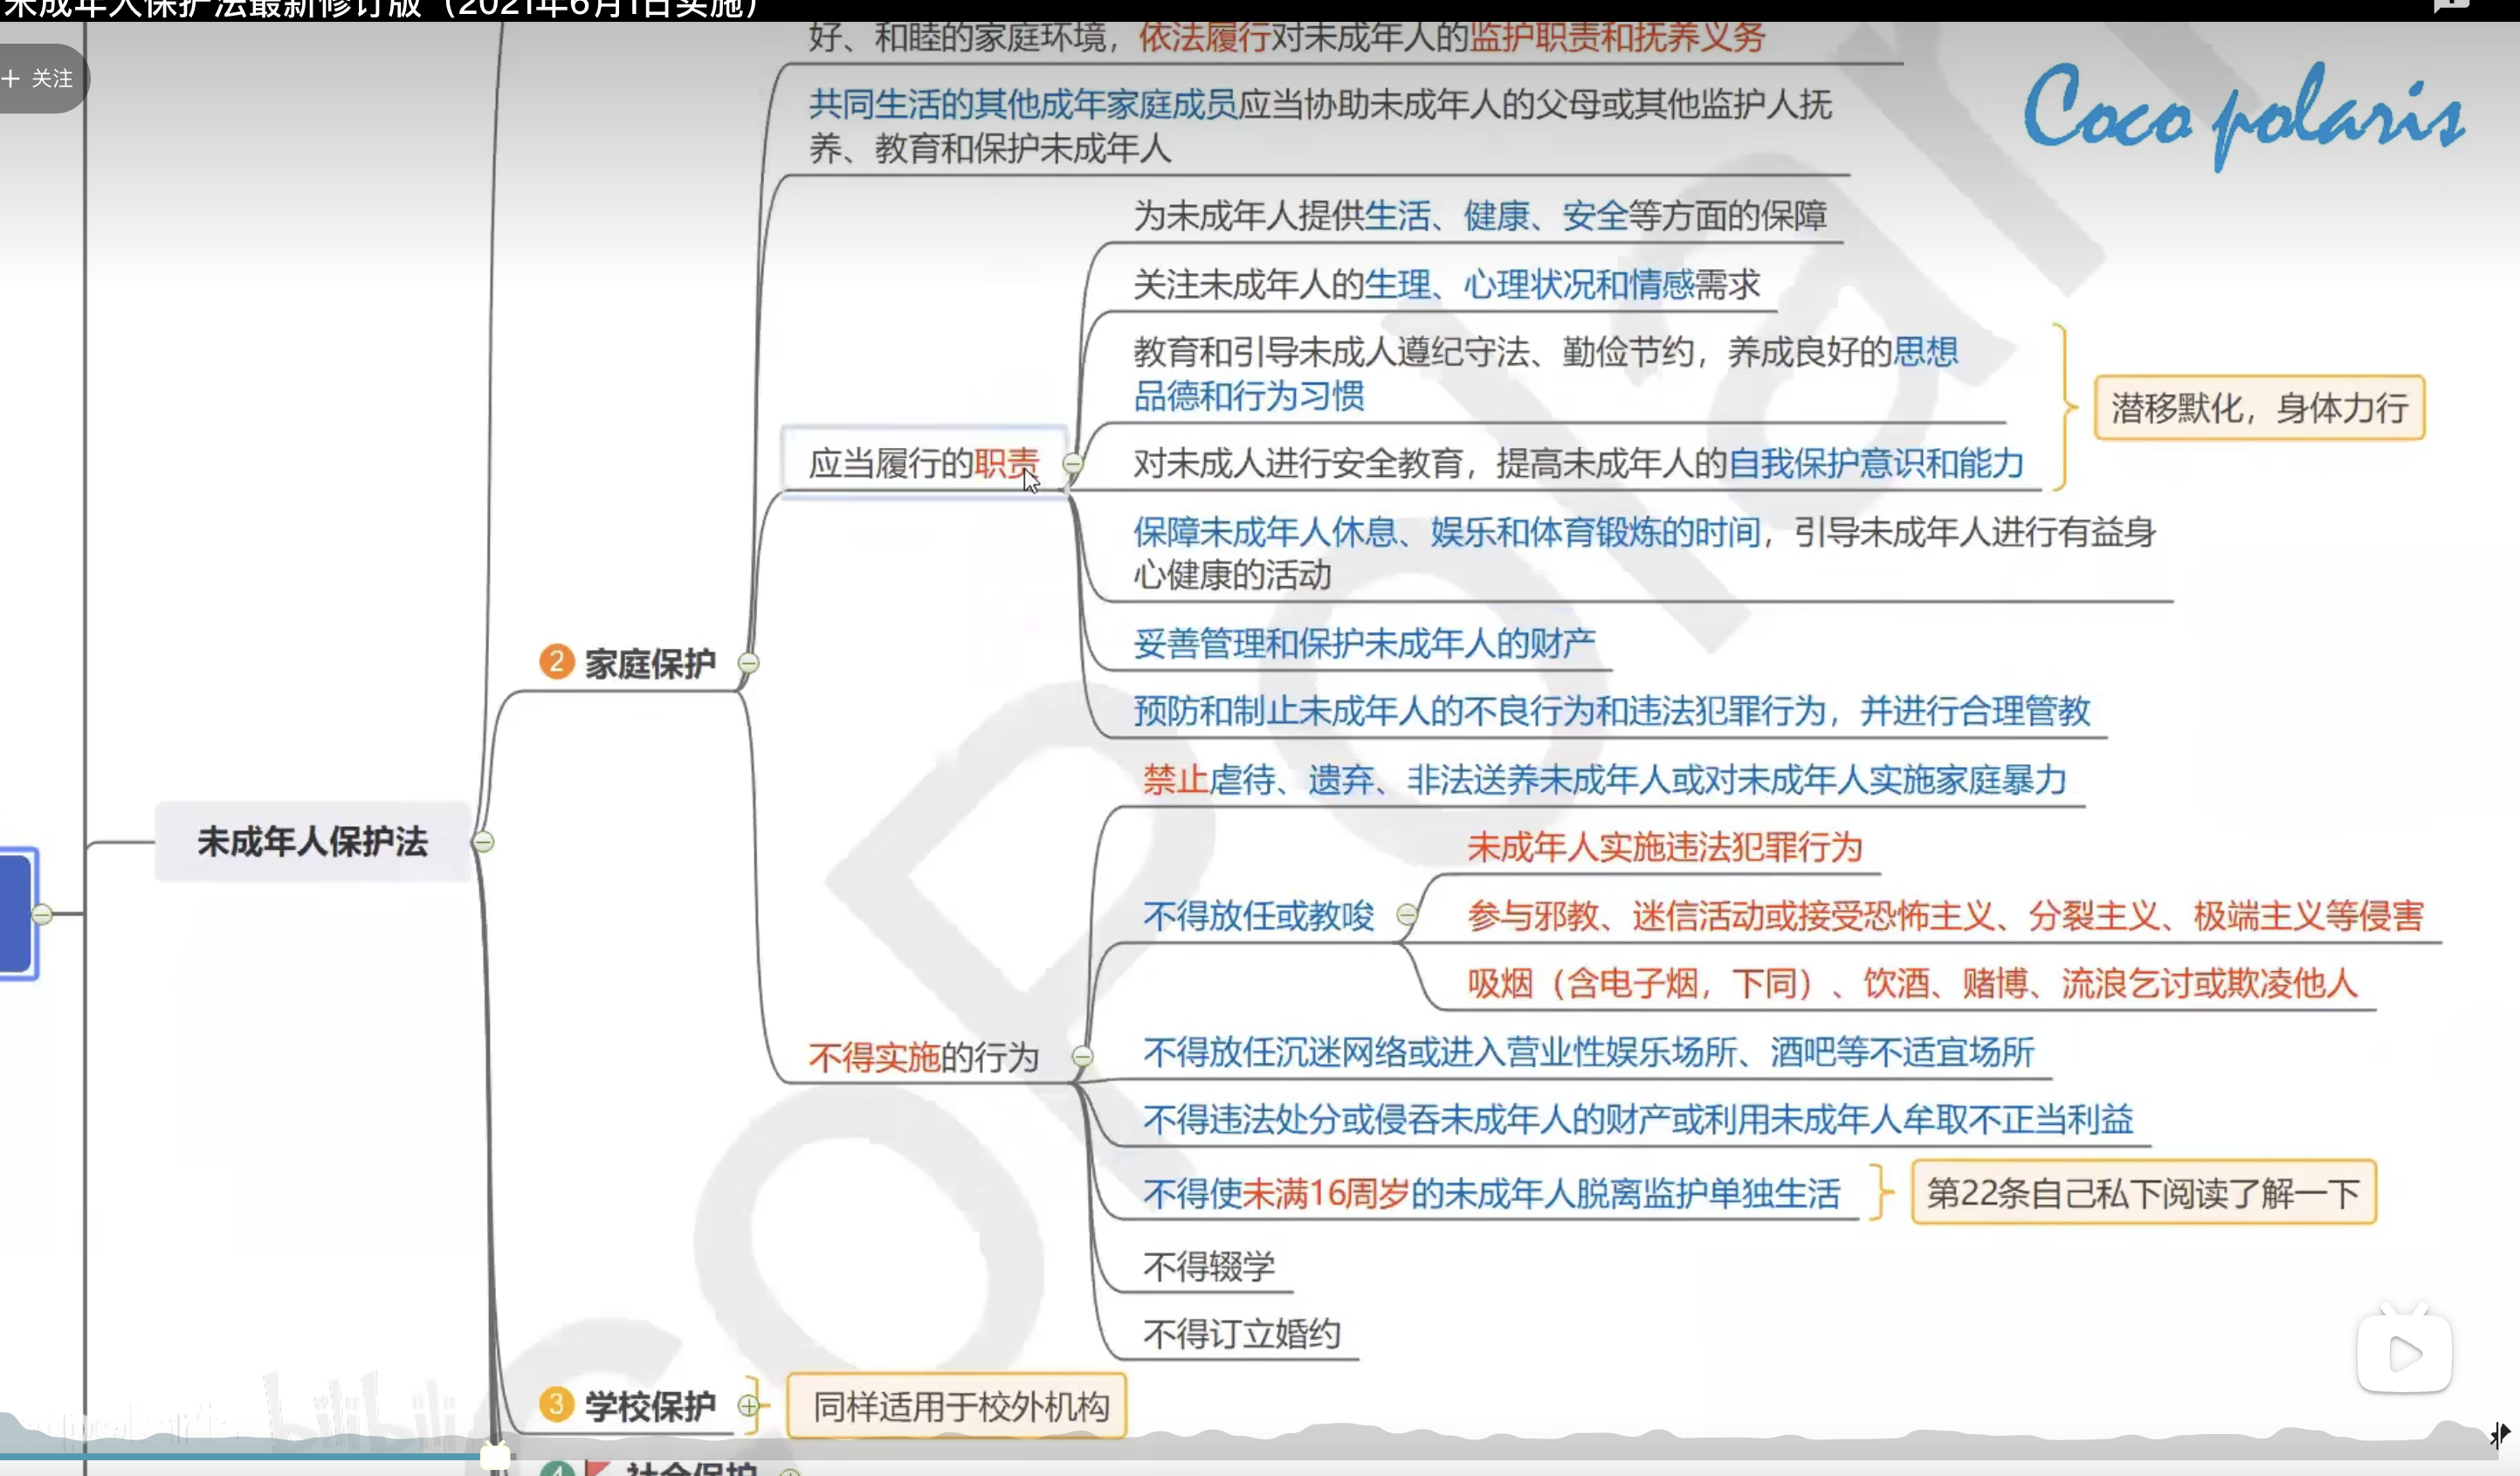 未成年人保护法最新修订版（2021年6月1日实施）
关注
Coco polaris
好、和睦的家庭环境，依法履行对未成年人的监护职责和抚养义务
共同生活的其他成年家庭成员应当协助未成年人的父母或其他监护人抚
养、教育和保护未成年人
为未成年人提供生活、健康、安全等方面的保障
关注未成年人的生理、心理状况和情感需求
教育和引导未成人遵纪守法、勤俭节约，养成良好的思想
品德和行为习惯
潜移默化，身体力行
应当履行的职责
对未成人进行安全教育，提高未成年人的自我保护意识和能力
保障未成年人休息、娱乐和体育锻炼的时间，引导未成年人进行有益身
心健康的活动
妥善管理和保护未成年人的财产
② 家庭保护
预防和制止未成年人的不良行为和违法犯罪行为，并进行合理管教
禁止虐待、遗弃、非法送养未成年人或对未成年人实施家庭暴力
未成年人保护法
未成年人实施违法犯罪行为
不得放任或教唆
参与邪教、迷信活动或接受恐怖主义、分裂主义、极端主义等侵害
吸烟（含电子烟，下同）、饮酒、赌博、流浪乞讨或欺凌他人
不得实施的行为
不得放任沉迷网络或进入营业性娱乐场所、酒吧等不适宜场所
不得违法处分或侵吞未成年人的财产或利用未成年人牟取不正当利益
不得使未满16周岁的未成年人脱离监护单独生活
第22条自己私下阅读了解一下
不得辍学
不得订立婚约
③ 学校保护
同样适用于校外机构
bilibili
④ 社会保护